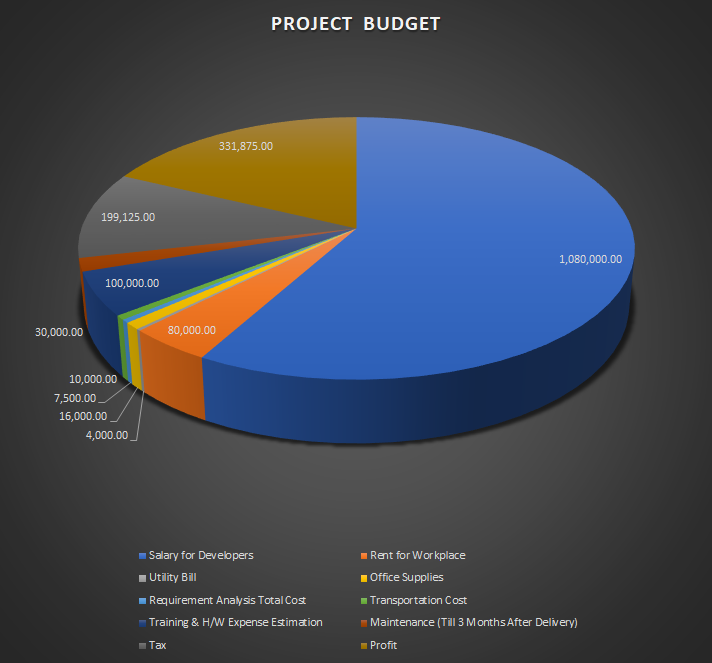 PROJECT BUDGET
331,875.00
199,125.00
1,080,000.00
100,000.00
80,000.00
30,000.00
10,000.00
7,500.00
16,000.00
4,000.00
Salary for Developers
Rent for Workplace
Utility Bill
Office Supplies
Requirement Analysis Total Cost
Transportation Cost
Training & H/W Expense Estimation
Maintenance (Till 3 Months After Delivery)
Tax
Profit